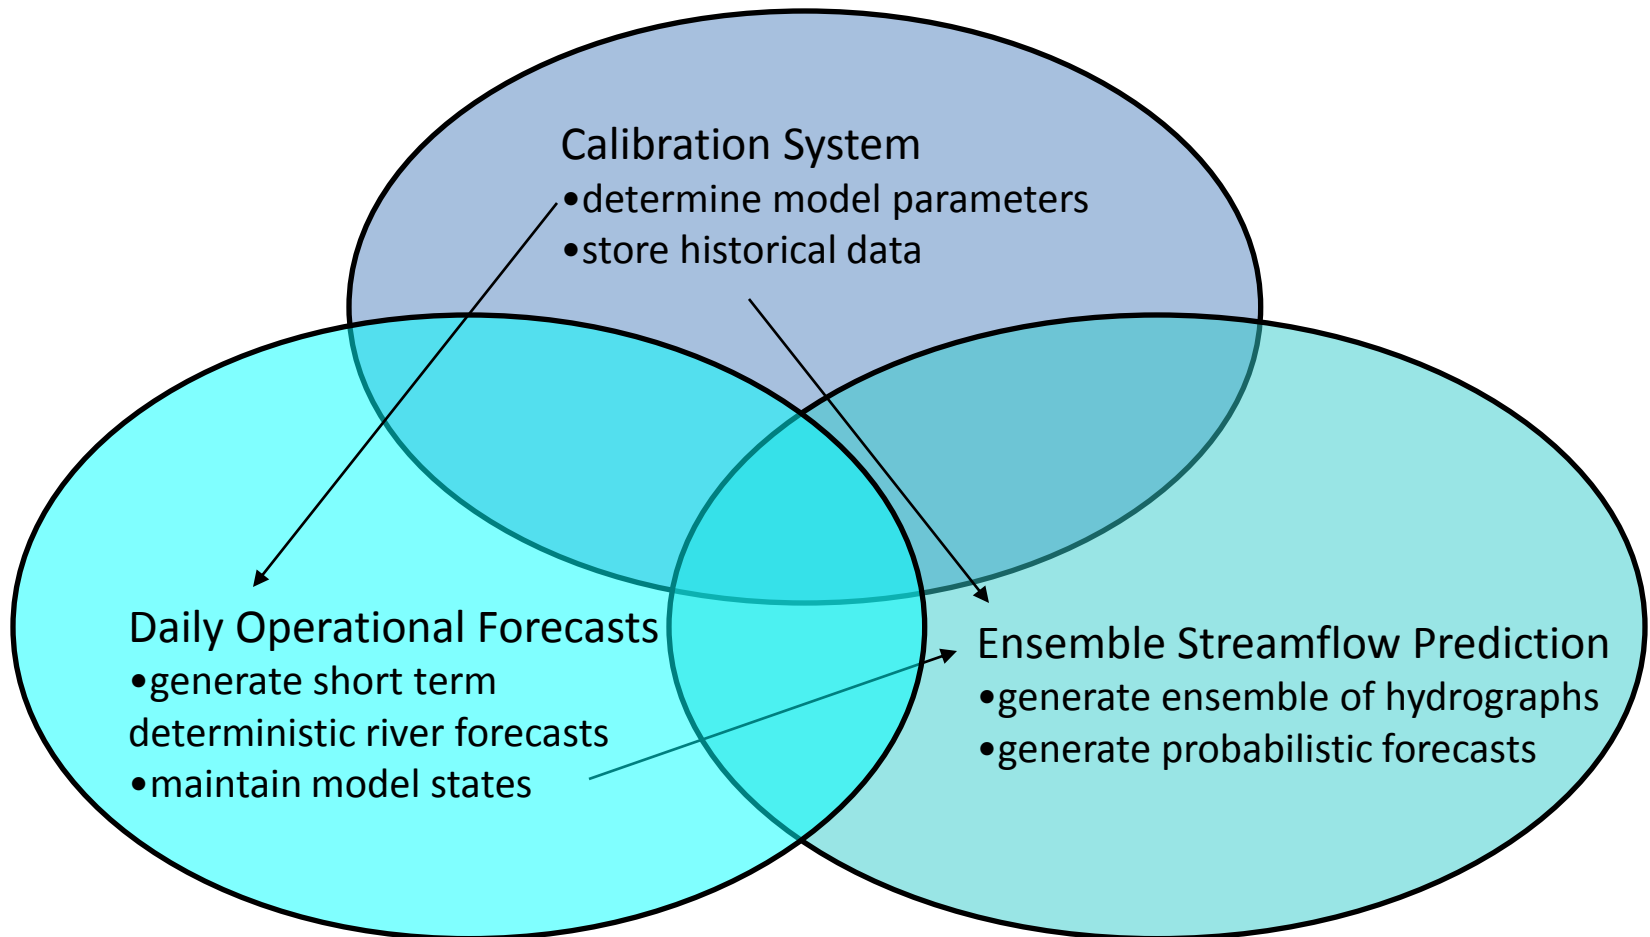 Calibration System
•determine model parameters
•store historical data
Daily Operational Forecasts
•generate short term
deterministic river forecasts
•maintain model states
Ensemble Streamflow Prediction
•generate ensemble of hydrographs
•generate probabilistic forecasts